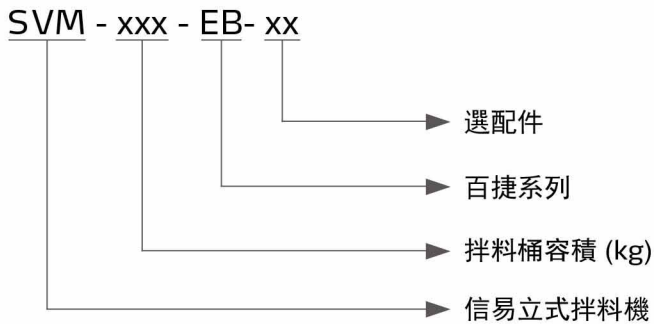 SVM - xxx - EB- xx
選配件
百捷系列
拌料桶容積 (kg)
信易立式拌料機